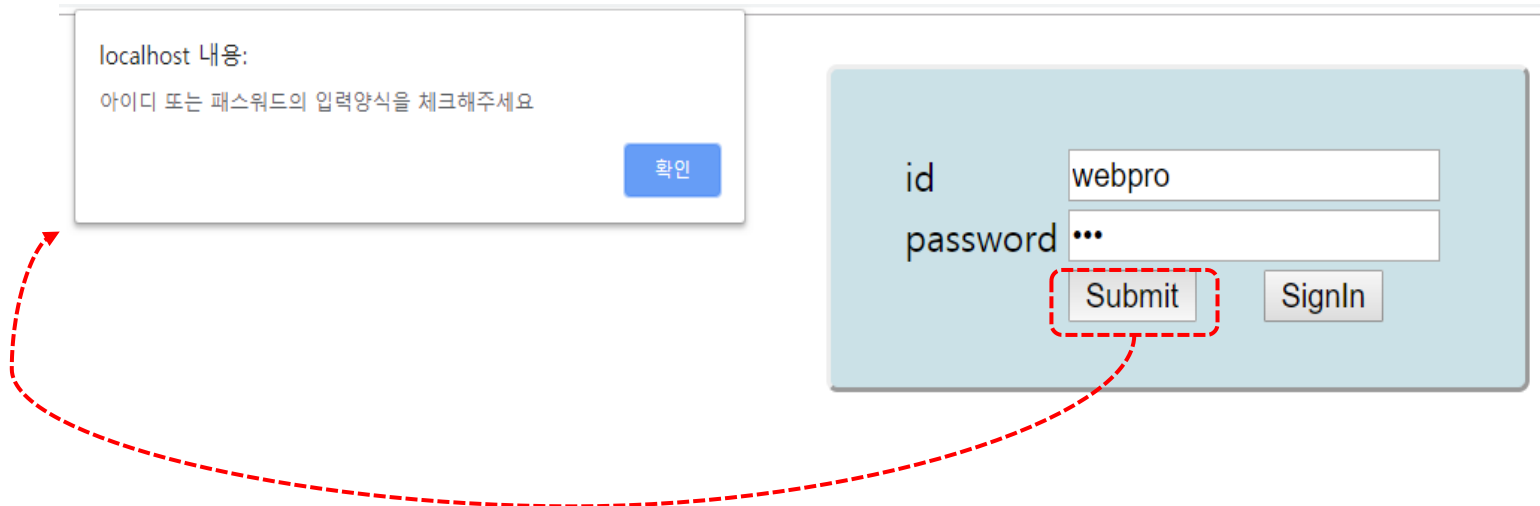 localhost 내용:
아이디 또는 패스워드의 입력양식을 체크해주세요
확인
id webpro
password •••
Submit SignIn